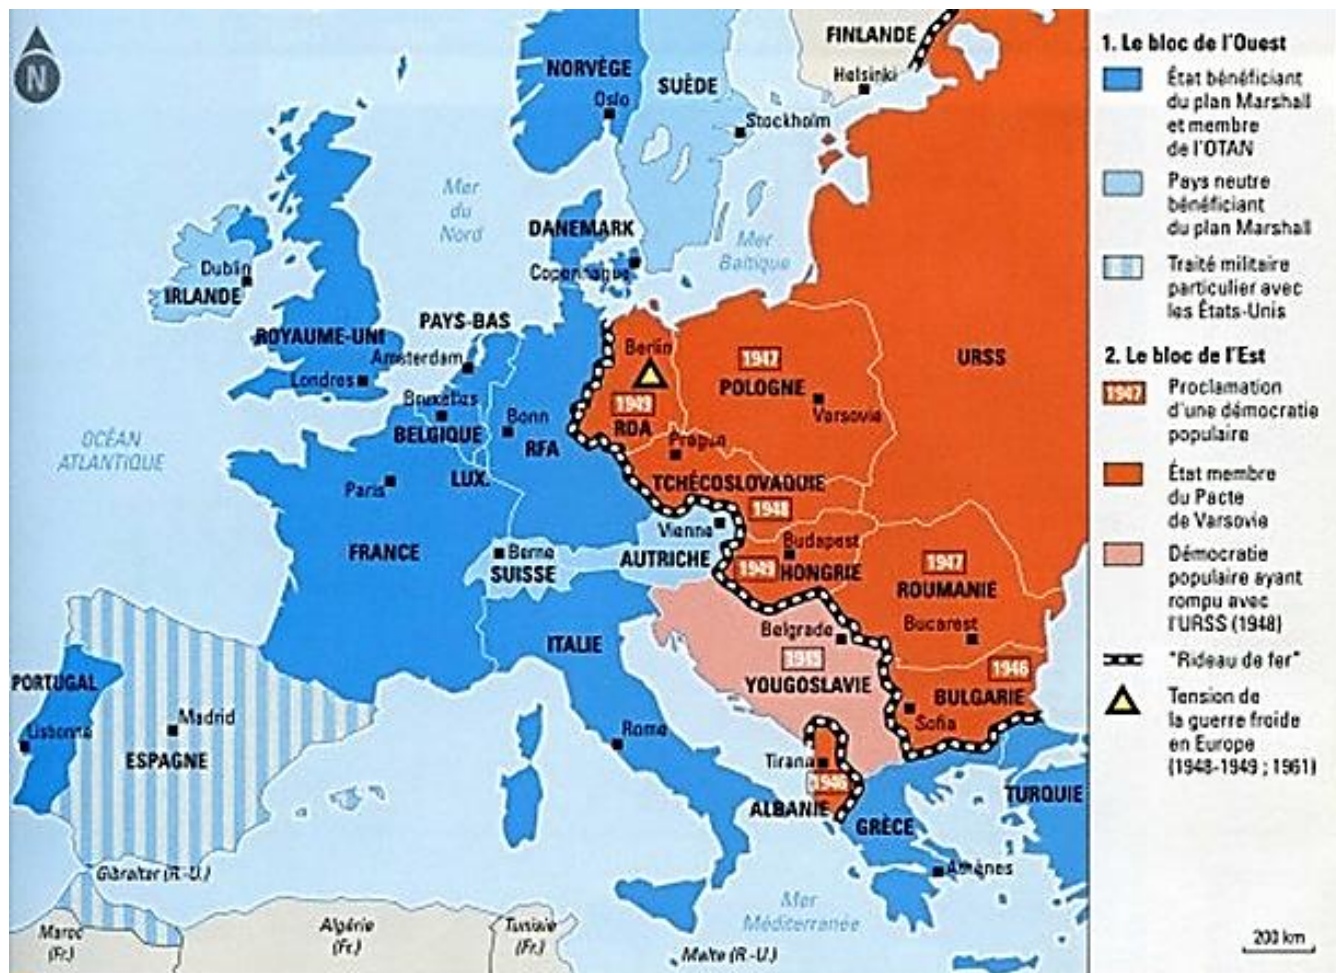 N
FINLANDE
Helsinki
NORVÈGE
Oslo
SUÈDE
Stockholm
Mer
du
Nord
DANEMARK
Copenhague
Mer
Baltique
Dublin
IRLANDE
ROYAUME-UNI
Londres
PAYS-BAS
Amsterdam
Bruxelles
BELGIQUE
LUX.
Bonn
RFA
Berlin
1949
RDA
1947
POLOGNE
Varsovie
URSS
Prague
TCHÉCOSLOVAQUIE
1948
OCÉAN
ATLANTIQUE
Paris
FRANCE
Berne
SUISSE
Vienne
AUTRICHE
Budapest
1949
HONGRIE
1947
ROUMANIE
Bucarest
ITALIE
Rome
Belgrade
1945
YOUGOSLAVIE
1946
BULGARIE
Sofia
PORTUGAL
Lisbonne
Madrid
ESPAGNE
Tirana
1946
ALBANIE
GRÈCE
Athènes
TURQUIE
Gibraltar (R.-U.)
Mer
Méditerranée
Maroc
(Fr.)
Algérie
(Fr.)
Tunisie
(Fr.)
Malte (R.-U.)
1. Le bloc de l'Ouest
État bénéficiant
du plan Marshall
et membre
de l'OTAN
Pays neutre
bénéficiant
du plan Marshall
Traité militaire
particulier avec
les États-Unis
2. Le bloc de l'Est
1947
Proclamation
d'une démocratie
populaire
État membre
du Pacte
de Varsovie
Démocratie
populaire ayant
rompu avec
l'URSS (1948)
"Rideau de fer"
Tension de
la guerre froide
en Europe
(1948-1949 ; 1961)
200 km